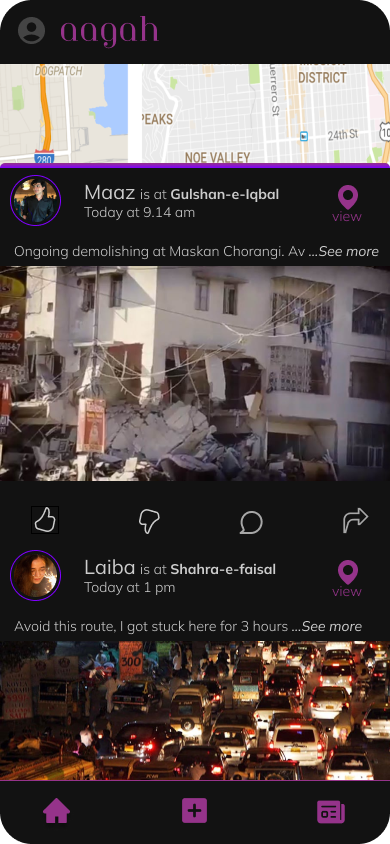 aagah
DOGPATCH
MISSION
DISTRICT
Guerrero St
PEAKS
24th St
10
280
NOE VALLEY
Maaz is at Gulshan-e-Iqbal
Today at 9.14 am
view
Ongoing demolishing at Maskan Chorangi. Av ...See more
Laiba is at Shahra-e-faisal
Today at 1 pm
view
Avoid this route, I got stuck here for 3 hours ...See more
300